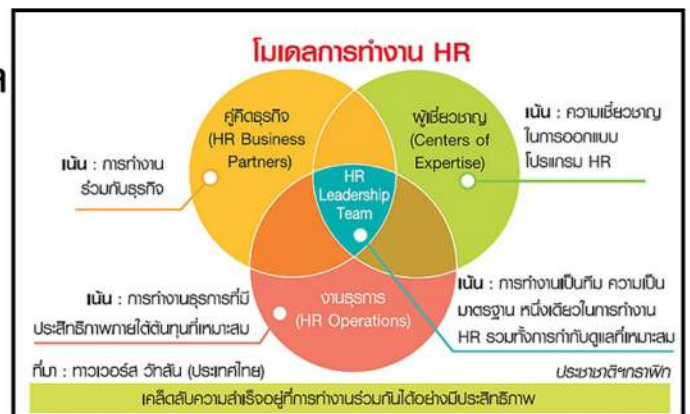 โมเดลการทำงาน HR
คู่คิดธุรกิจ
(HR Business
Partners)
ผู้เชี่ยวชาญ
(Centers of
Expertise)
เน้น : ความเชี่ยวชาญ
ในการออกแบบ
โปรแกรม HR
เน้น : การทำงาน
ร่วมกับธุรกิจ
HR
Leadership
Team
เน้น : การทำงานธุรการที่มี
ประสิทธิภาพภายใต้ต้นทุนที่เหมาะสม
งานธุรการ
(HR Operations)
เน้น : การทำงานเป็นทีม ความเป็น
มาตรฐาน หนึ่งเดียวในการทำงาน
HR รวมทั้งการกำกับดูแลที่เหมาะสม
ที่มา : ทาวเวอร์ส วัทสัน (ประเทศไทย)
ประชาชาติฯกราฟิก
เคล็ดลับความสำเร็จอยู่ที่การทำงานร่วมกันได้อย่างมีประสิทธิภาพ